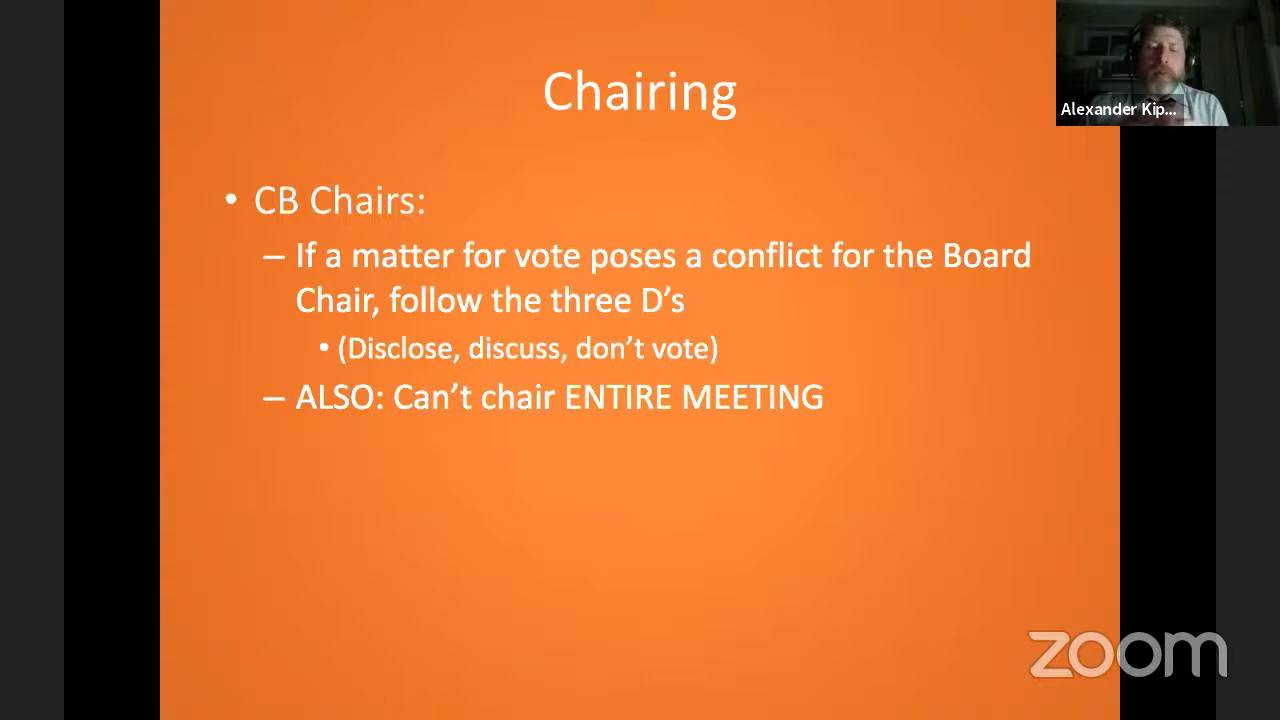 Chairing
Alexander Kip...
• CB Chairs:
– If a matter for vote poses a conflict for the Board
Chair, follow the three D’s
• (Disclose, discuss, don’t vote)
– ALSO: Can’t chair ENTIRE MEETING
zoom